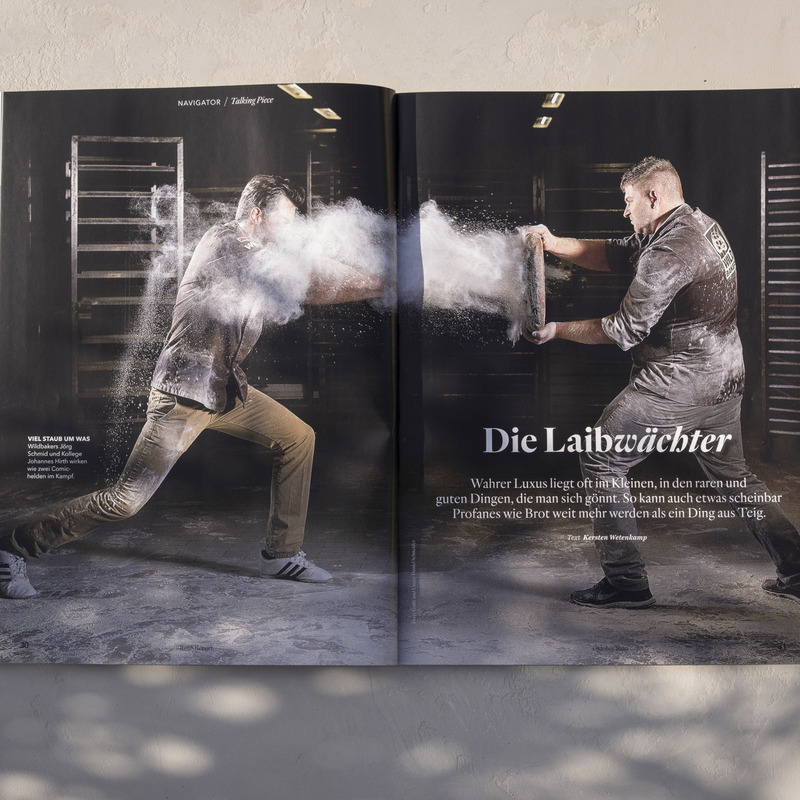 NAVIGATOR / Talking Piece
VIEL STAUB UM WAS
Wildbakers Jörg
Schmid und Kollege
Johannes Hirth wirken
wie zwei Comic-
helden im Kampf.
Die Laibwächter
Wahrer Luxus liegt oft im Kleinen, in den raren und
guten Dingen, die man sich gönnt. So kann auch etwas scheinbar
Profanes wie Brot weit mehr werden als ein Ding aus Teig.
Text Kersten Wetenkamp
30